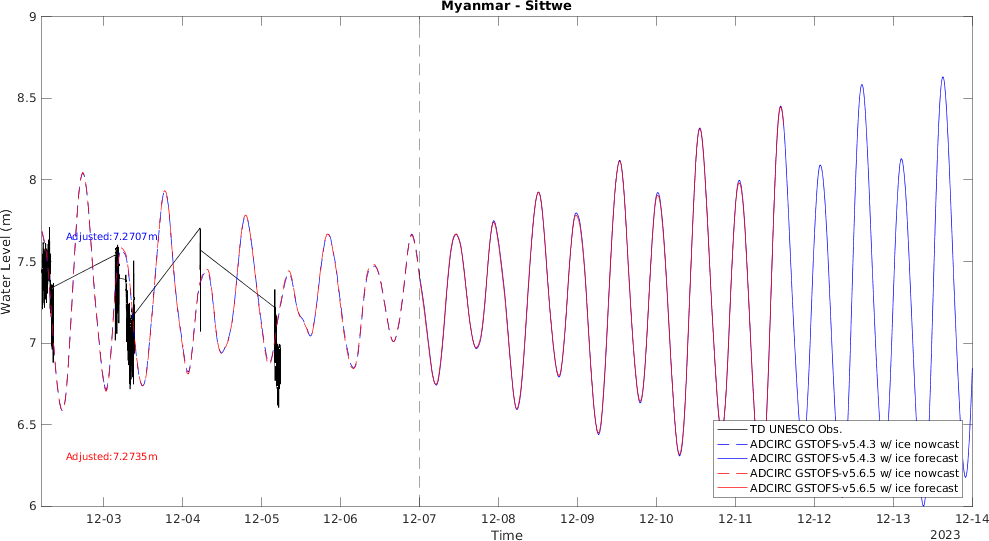 Myanmar - Sittwe
9
8.5
8
7.5
7
6.5
6
Water Level (m)
Adjusted:7.2707m
Adjusted:7.2735m
TD UNESCO Obs.
ADCIRC GSTOFS-v5.4.3 w/ ice nowcast
ADCIRC GSTOFS-v5.4.3 w/ ice forecast
ADCIRC GSTOFS-v5.6.5 w/ ice nowcast
ADCIRC GSTOFS-v5.6.5 w/ ice forecast
12-03 12-04 12-05 12-06 12-07 12-08 12-09 12-10 12-11 12-12 12-13 12-14
Time
2023